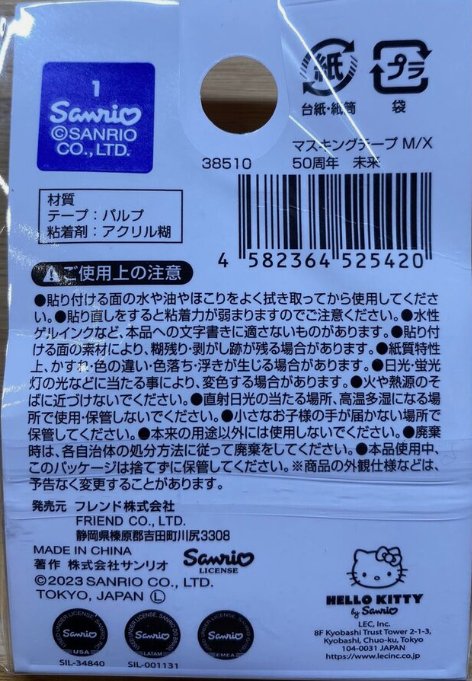 1
Sanrio
©SANRIO
CO., LTD.
紙
台紙・紙筒
プラ
袋
38510
マスキングテープ M/X
50周年 未来
材質
テープ：パルプ
粘着剤：アクリル糊
4 582364 525420
ご使用上の注意
●貼り付ける面の水や油やほこりをよく拭き取ってから使用してくださ
い。●貼り直しをすると粘着力が弱まりますのでご注意ください。●水性
ゲルインクなど、本品への文字書きに適さないものがあります。●貼り付
ける面の素材により、糊残り・剥がし跡が残る場合があります。●紙質特性
上、かすれ・色の違い・色落ち・浮きが生じる場合があります。●日光・蛍光
灯の光などに当たる事により、変色する場合があります。●火や熱源のそ
ばに近づけないでください。●直射日光の当たる場所、高温多湿になる場
所で使用・保管しないでください。●小さなお子様の手が届かない場所で
保管してください。●本来の用途以外には使用しないでください。●廃棄
時は、各自治体の処分方法に従って廃棄をしてください。●本品使用中、
このパッケージは捨てずに保管してください。※商品の外観仕様などは、
予告なく変更することがあります。
発売元 フレンド株式会社
FRIEND CO., LTD.
静岡県榛原郡吉田町川尻3308
MADE IN CHINA
著作 株式会社サンリオ
©2023 SANRIO CO., LTD.
TOKYO, JAPAN Ⓛ
Sanrio
LICENSE
HELLO KITTY
by Sanrio
LEC, Inc.
8F Kyobashi Trust Tower 2-1-3,
Kyobashi, Chuo-ku, Tokyo
104-0031 JAPAN
https://www.lecinc.co.jp
Sanrio
USA
SIL-34840
Sanrio
LATAM
SIL-001131
Sanrio
EMEA